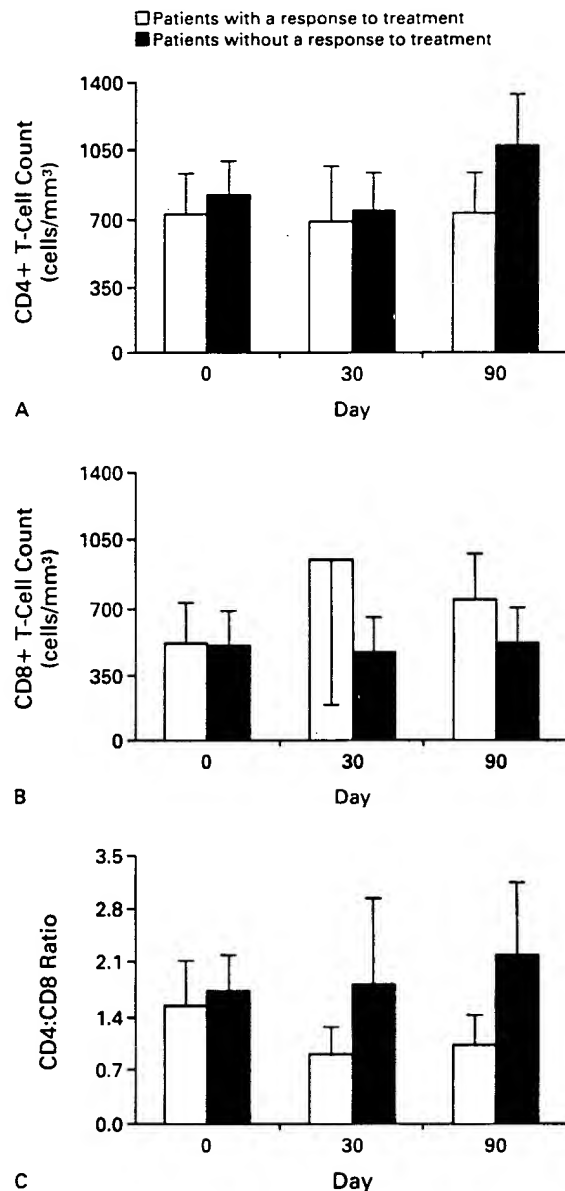 Patients with a response to treatment
Patients without a response to treatment
1400
1050
700
350
0
CD4+ T-Cell Count
(cells/mm³)
0 30 90
A Day
1400
1050
700
350
0
CD8+ T-Cell Count
(cells/mm³)
0 30 90
B Day
3.5
2.8
2.1
1.4
0.7
0.0
CD4:CD8 Ratio
0 30 90
C Day